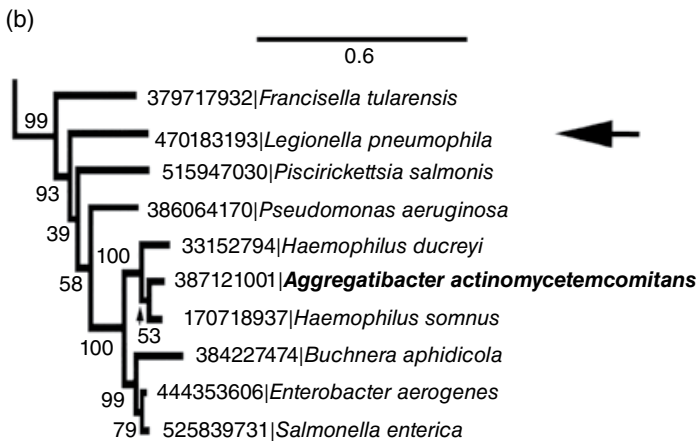 (b)
0.6
379717932|Francisella tularensis
99
470183193|Legionella pneumophila
515947030|Piscirickettsia salmonis
93
386064170|Pseudomonas aeruginosa
39
100
33152794|Haemophilus ducreyi
58
387121001|Aggregatibacter actinomycetemcomitans
170718937|Haemophilus somnus
53
100
384227474|Buchnera aphidicola
444353606|Enterobacter aerogenes
99
79
525839731|Salmonella enterica